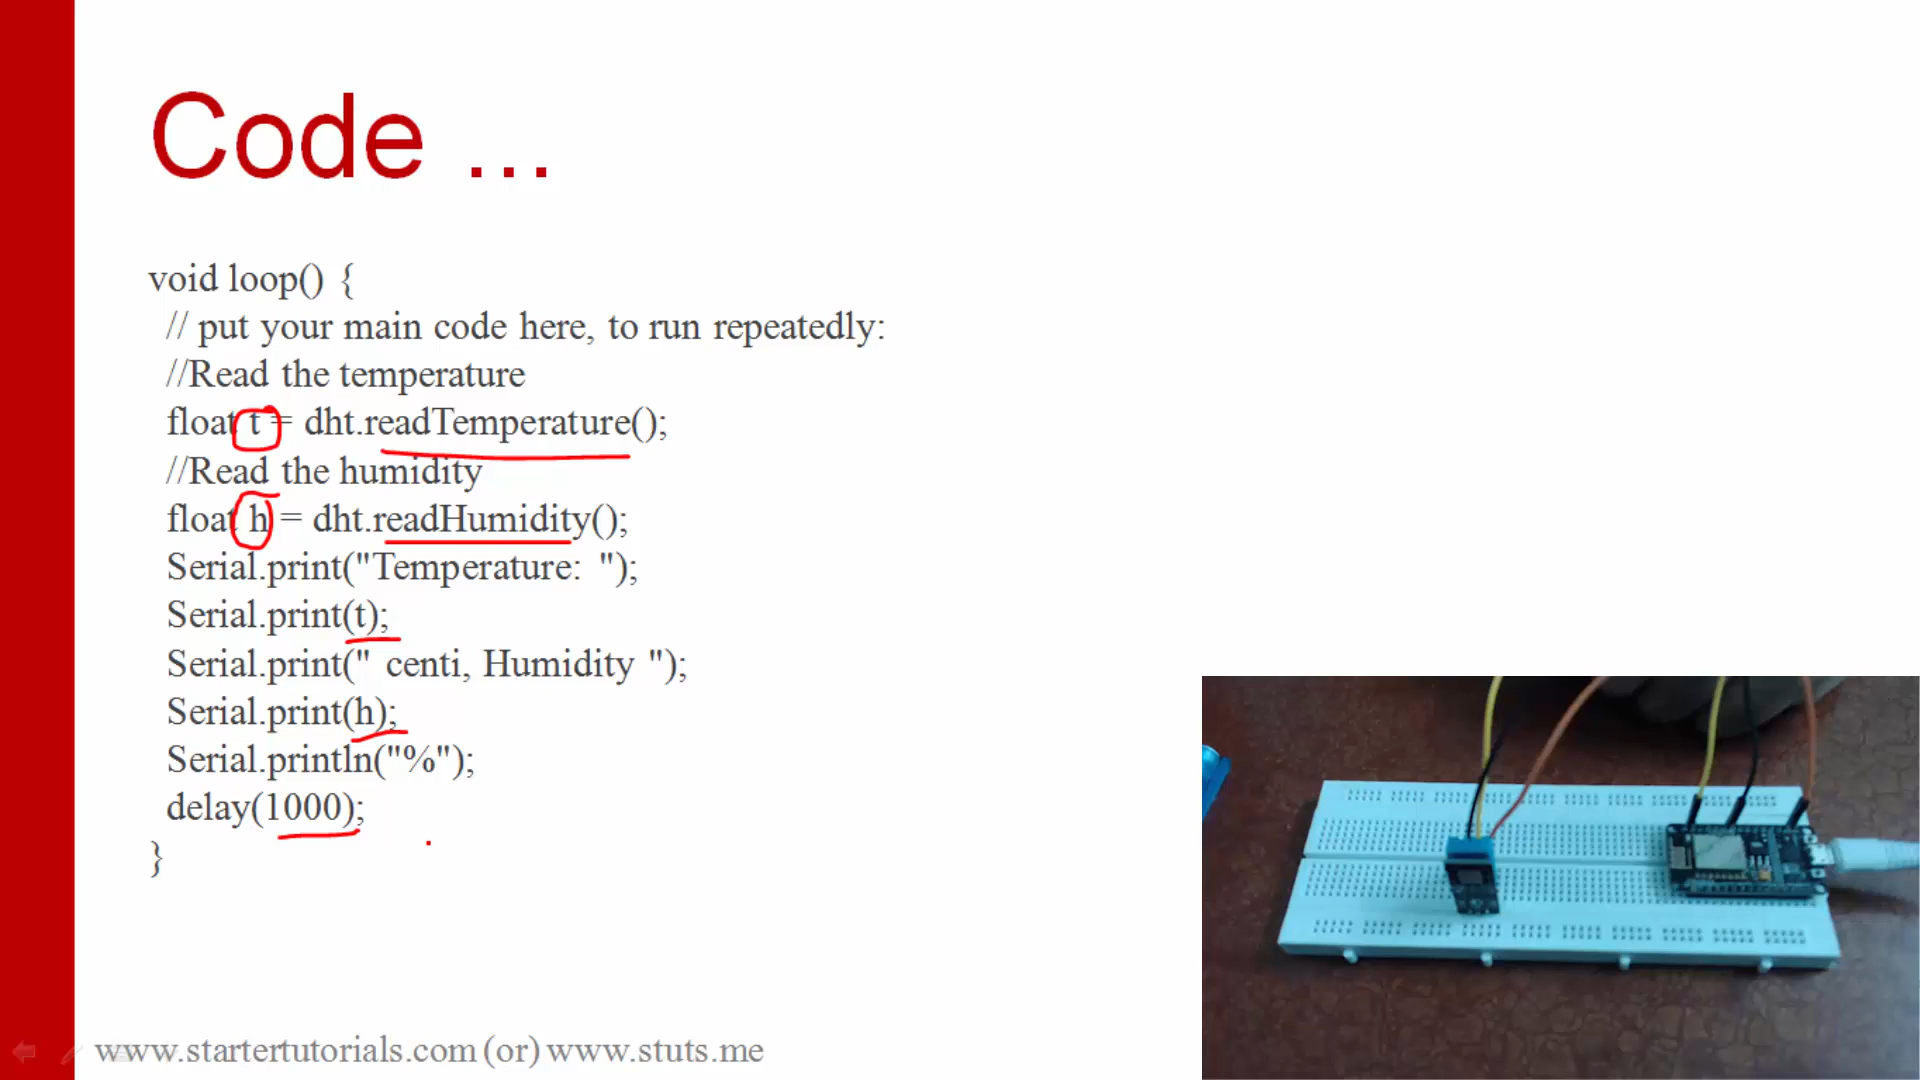 Code ...
void loop() {
// put your main code here, to run repeatedly:
//Read the temperature
float t = dht.readTemperature();
//Read the humidity
float h = dht.readHumidity();
Serial.print("Temperature: ");
Serial.print(t);
Serial.print(" centi, Humidity ");
Serial.print(h);
Serial.println("%");
delay(1000);
}
www.startertutorials.com (or) www.stuts.me